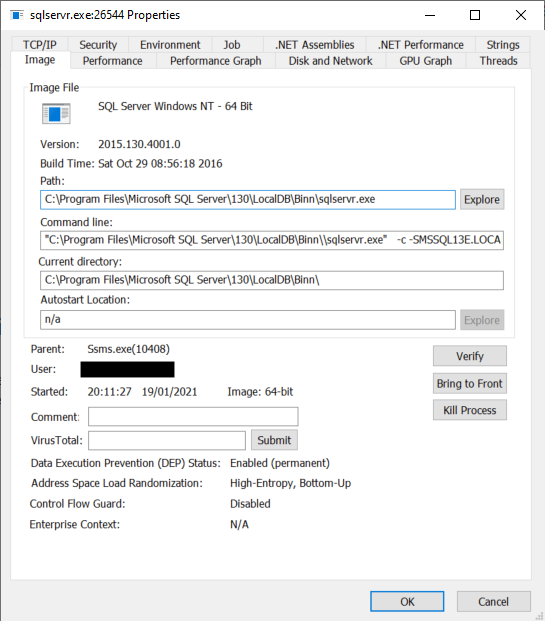 sqlservr.exe:26544 Properties
TCP/IP Security Environment Job .NET Assemblies .NET Performance Strings
Image Performance Performance Graph Disk and Network GPU Graph Threads
Image File
SQL Server Windows NT - 64 Bit
Version: 2015.130.4001.0
Build Time: Sat Oct 29 08:56:18 2016
Path:
C:\Program Files\Microsoft SQL Server\130\LocalDB\Binn\sqlservr.exe Explore
Command line:
"C:\Program Files\Microsoft SQL Server\130\LocalDB\Binn\\sqlservr.exe" -c -SMSSQL13E.LOCA
Current directory:
C:\Program Files\Microsoft SQL Server\130\LocalDB\Binn\
Autostart Location:
n/a Explore
Parent: Ssms.exe(10408) Verify
User:
Bring to Front
Started: 20:11:27 19/01/2021 Image: 64-bit
Kill Process
Comment:
VirusTotal: Submit
Data Execution Prevention (DEP) Status: Enabled (permanent)
Address Space Load Randomization: High-Entropy, Bottom-Up
Control Flow Guard: Disabled
Enterprise Context: N/A
OK Cancel